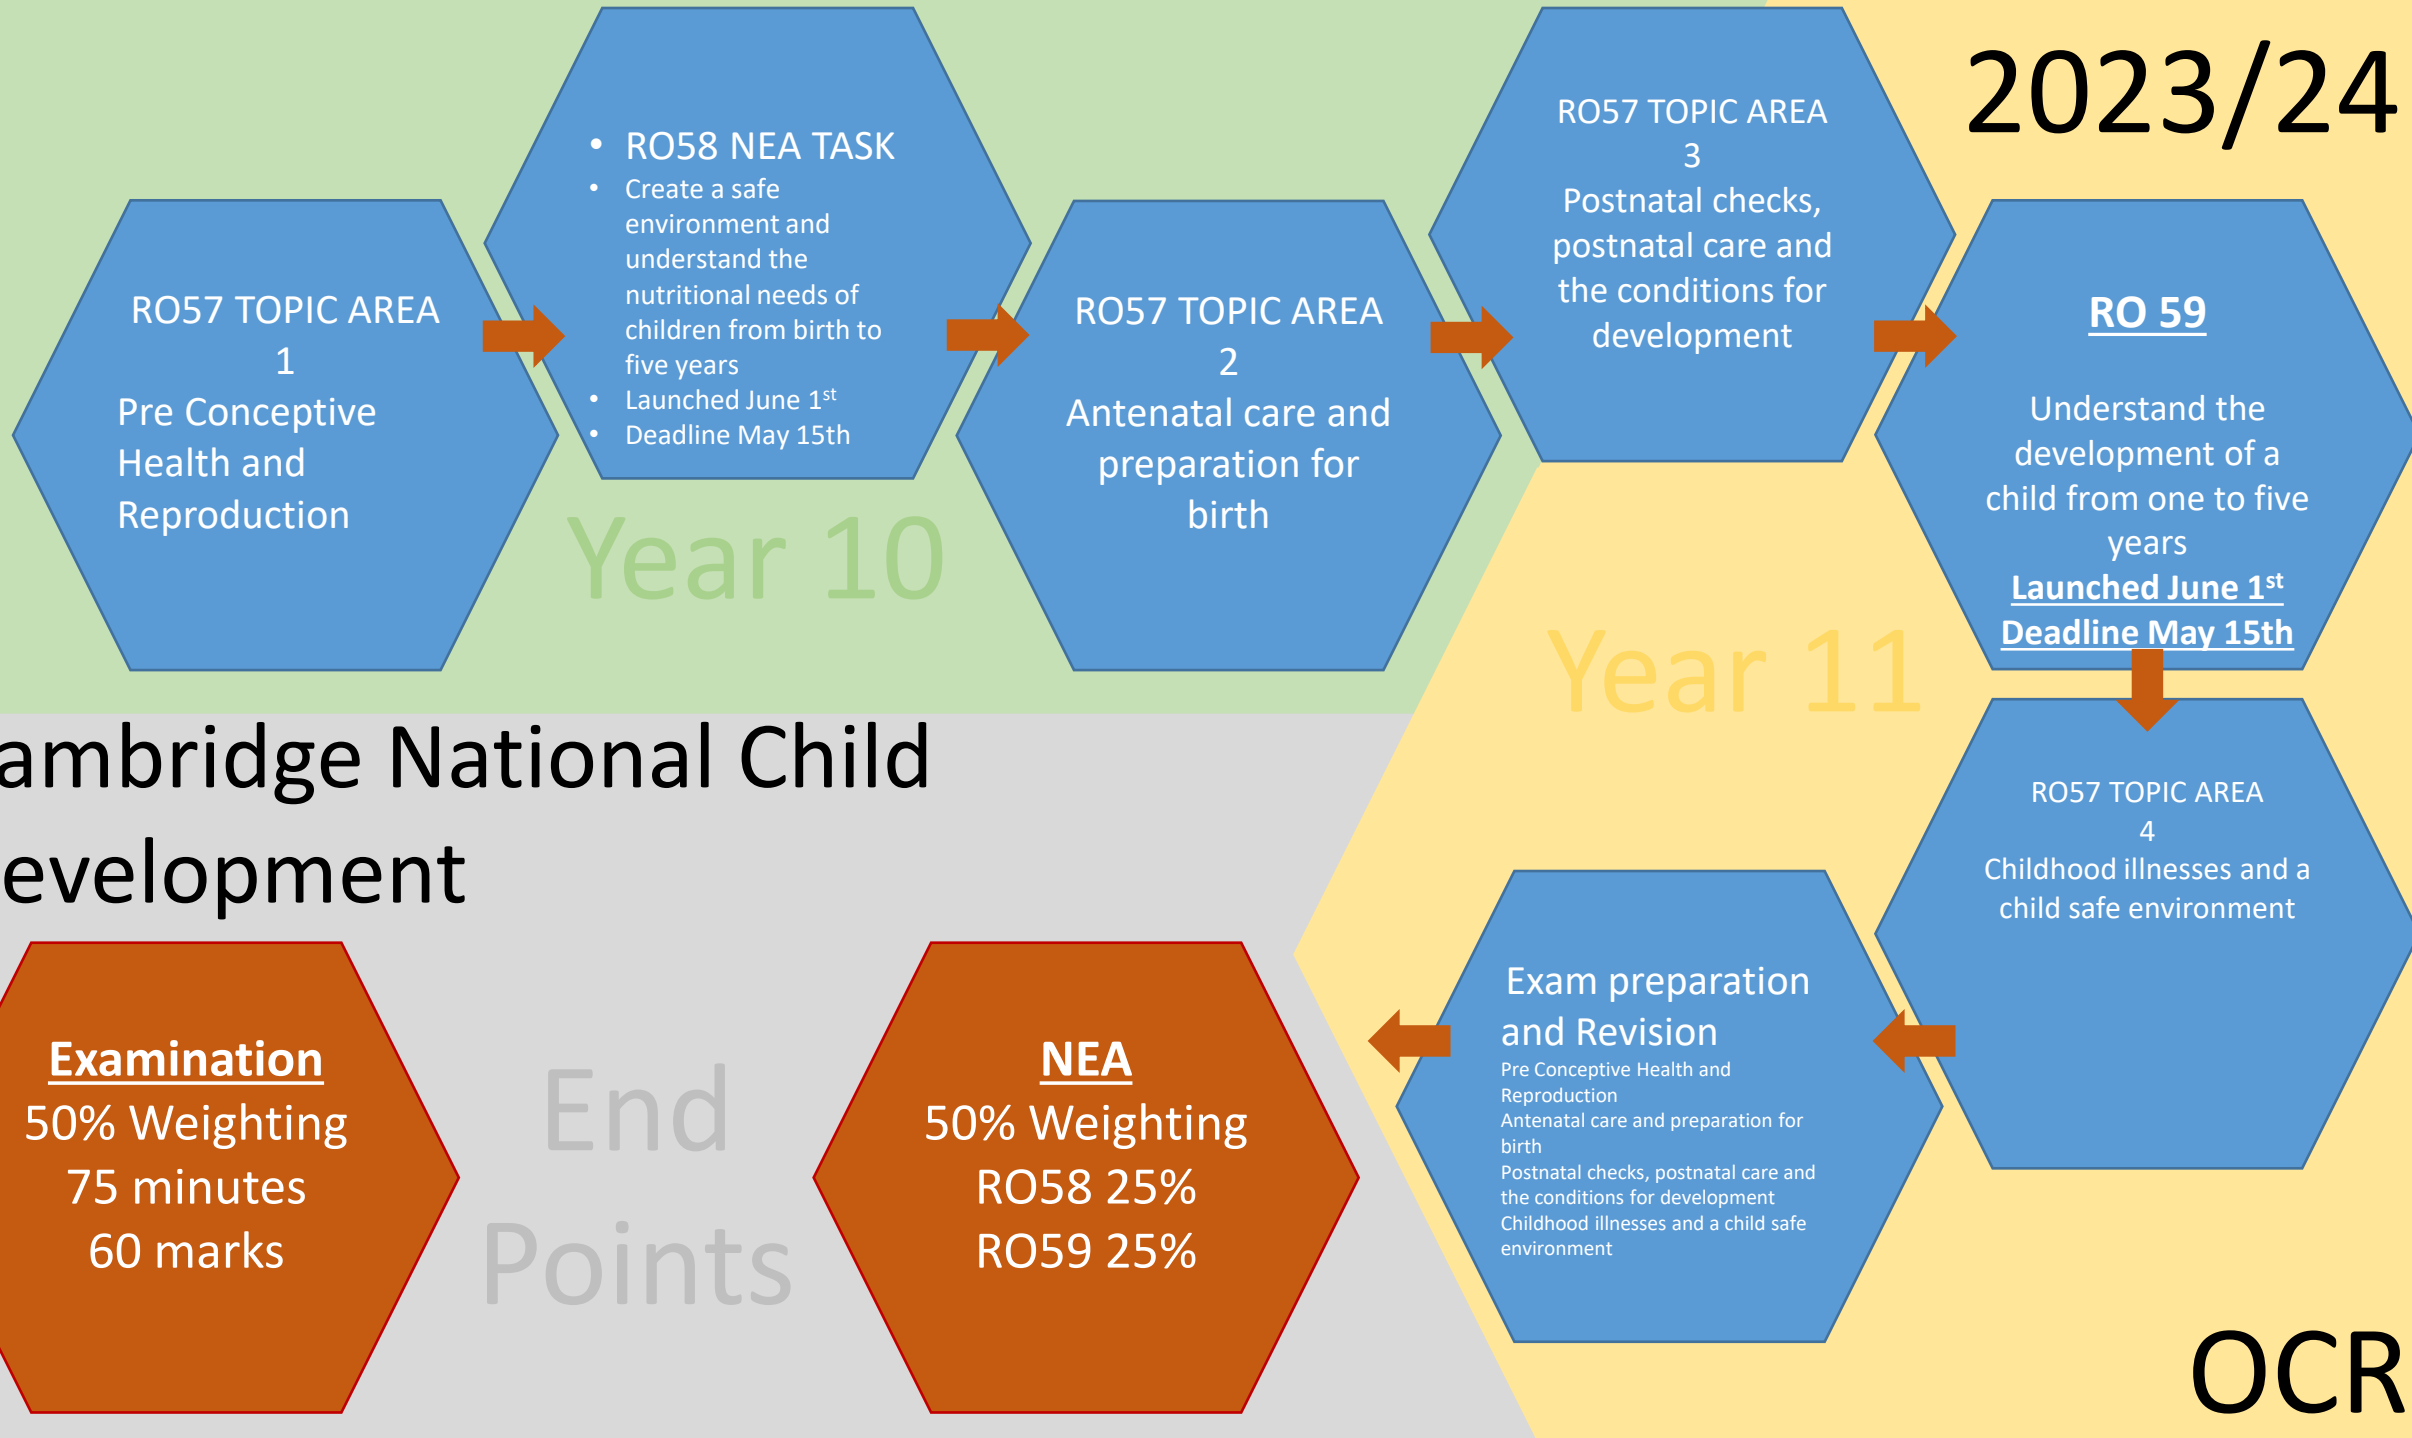 2023/24
RO57 TOPIC AREA
1
Pre Conceptive
Health and
Reproduction
• RO58 NEA TASK
• Create a safe
environment and
understand the
nutritional needs of
children from birth to
five years
• Launched June 1st
• Deadline May 15th
RO57 TOPIC AREA
2
Antenatal care and
preparation for
birth
RO57 TOPIC AREA
3
Postnatal checks,
postnatal care and
the conditions for
development
RO 59
Understand the
development of a
child from one to five
years
Launched June 1st
Deadline May 15th
Year 10
Year 11
ambridge National Child
evelopment
RO57 TOPIC AREA
4
Childhood illnesses and a
child safe environment
Exam preparation
and Revision
Pre Conceptive Health and
Reproduction
Antenatal care and preparation for
birth
Postnatal checks, postnatal care and
the conditions for development
Childhood illnesses and a child safe
environment
NEA
50% Weighting
RO58 25%
RO59 25%
End
Points
Examination
50% Weighting
75 minutes
60 marks
OCR